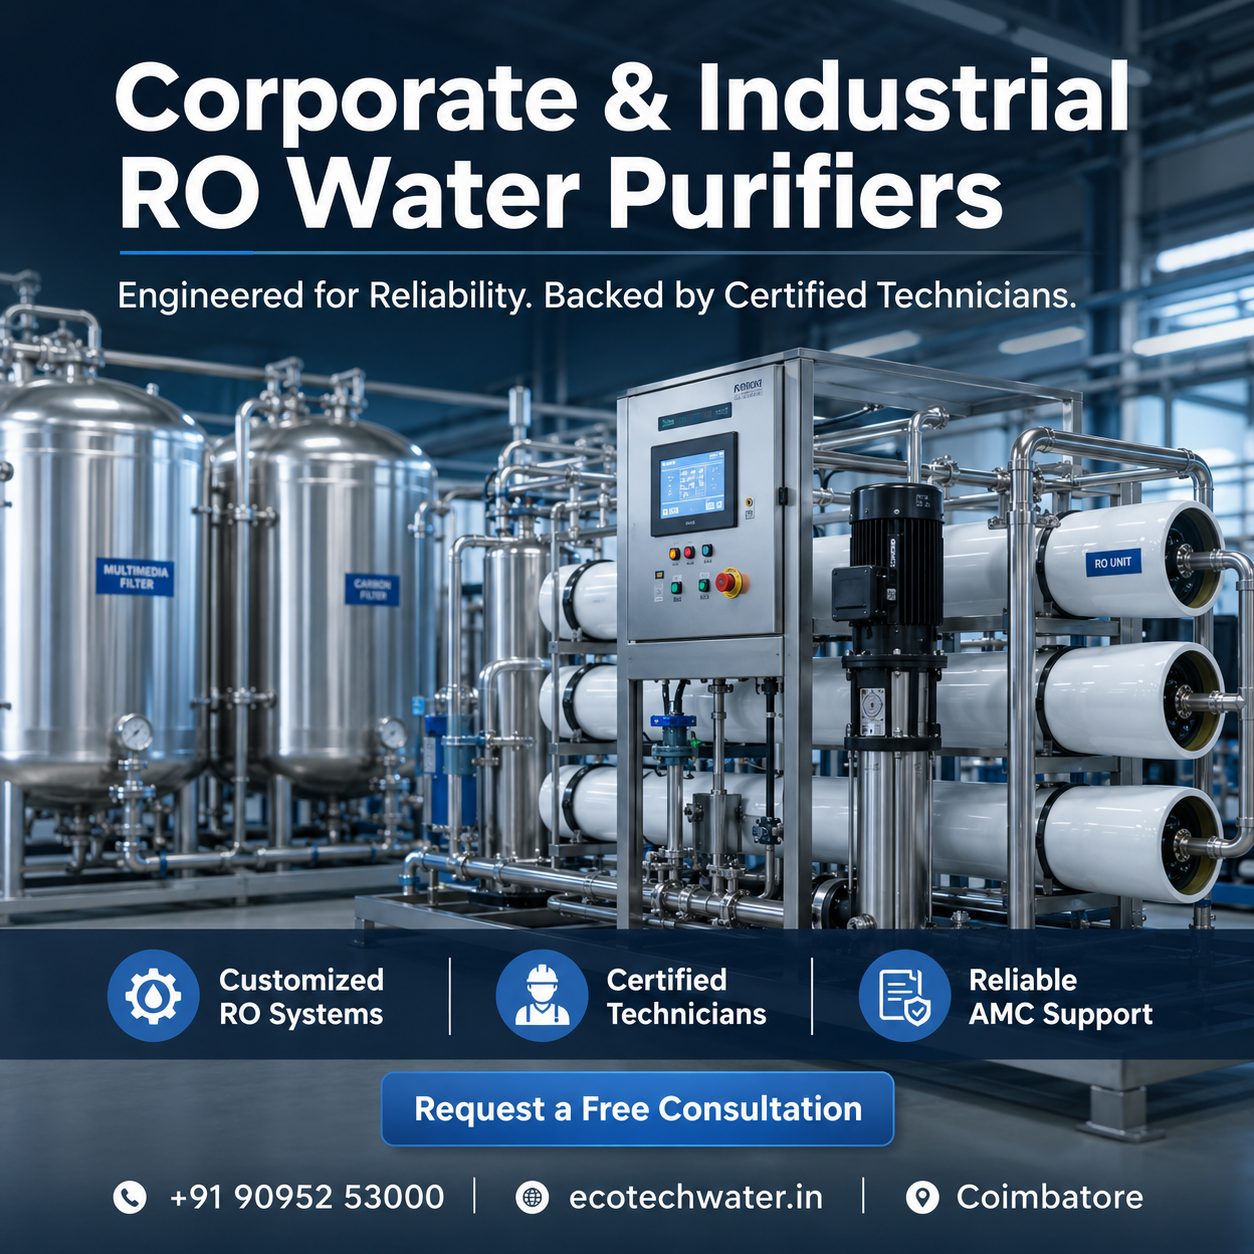 Corporate & Industrial
RO Water Purifiers
Engineered for Reliability. Backed by Certified Technicians.
MULTIMEDIA
FILTER
CARBON
FILTER
RO UNIT
Customized
RO Systems
Certified
Technicians
Reliable
AMC Support
Request a Free Consultation
+91 90952 53000
ecotechwater.in
Coimbatore